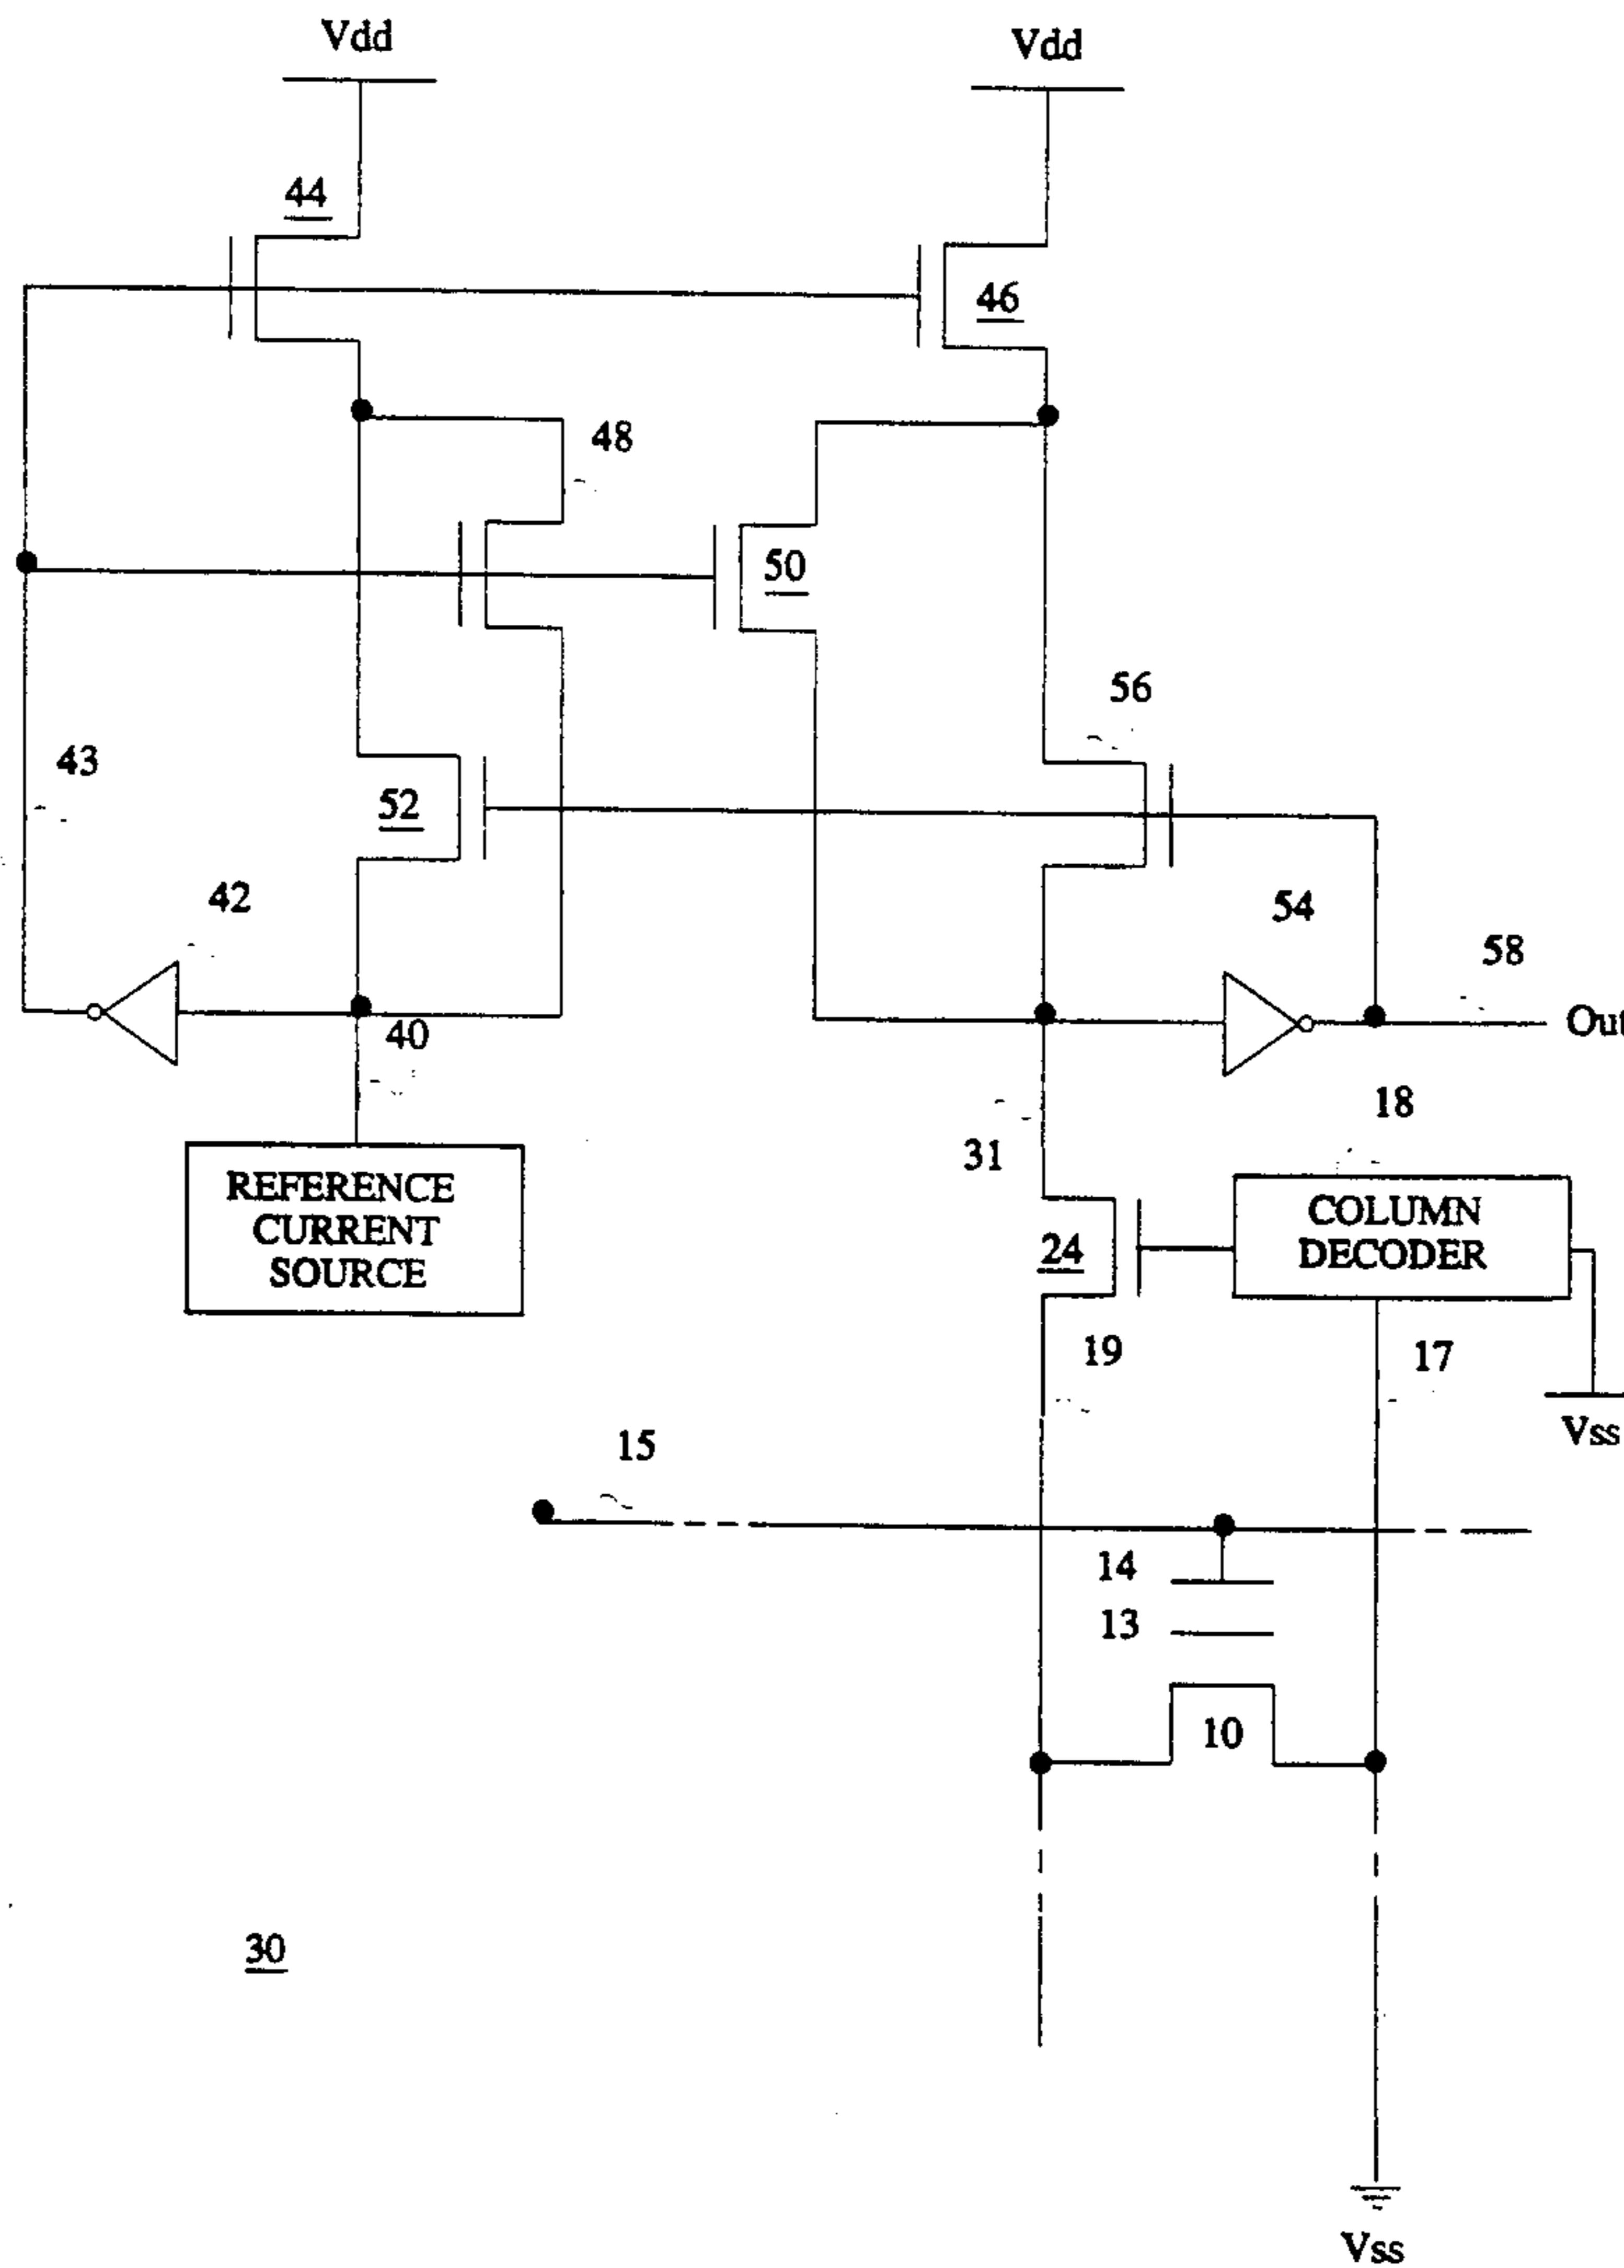 Vdd
Vdd
44
46
48
50
56
43
52
42
54
58
40
Out
18
31
REFERENCE
CURRENT
SOURCE
COLUMN
DECODER
24
19
17
Vss
15
14
13
10
30
Vss